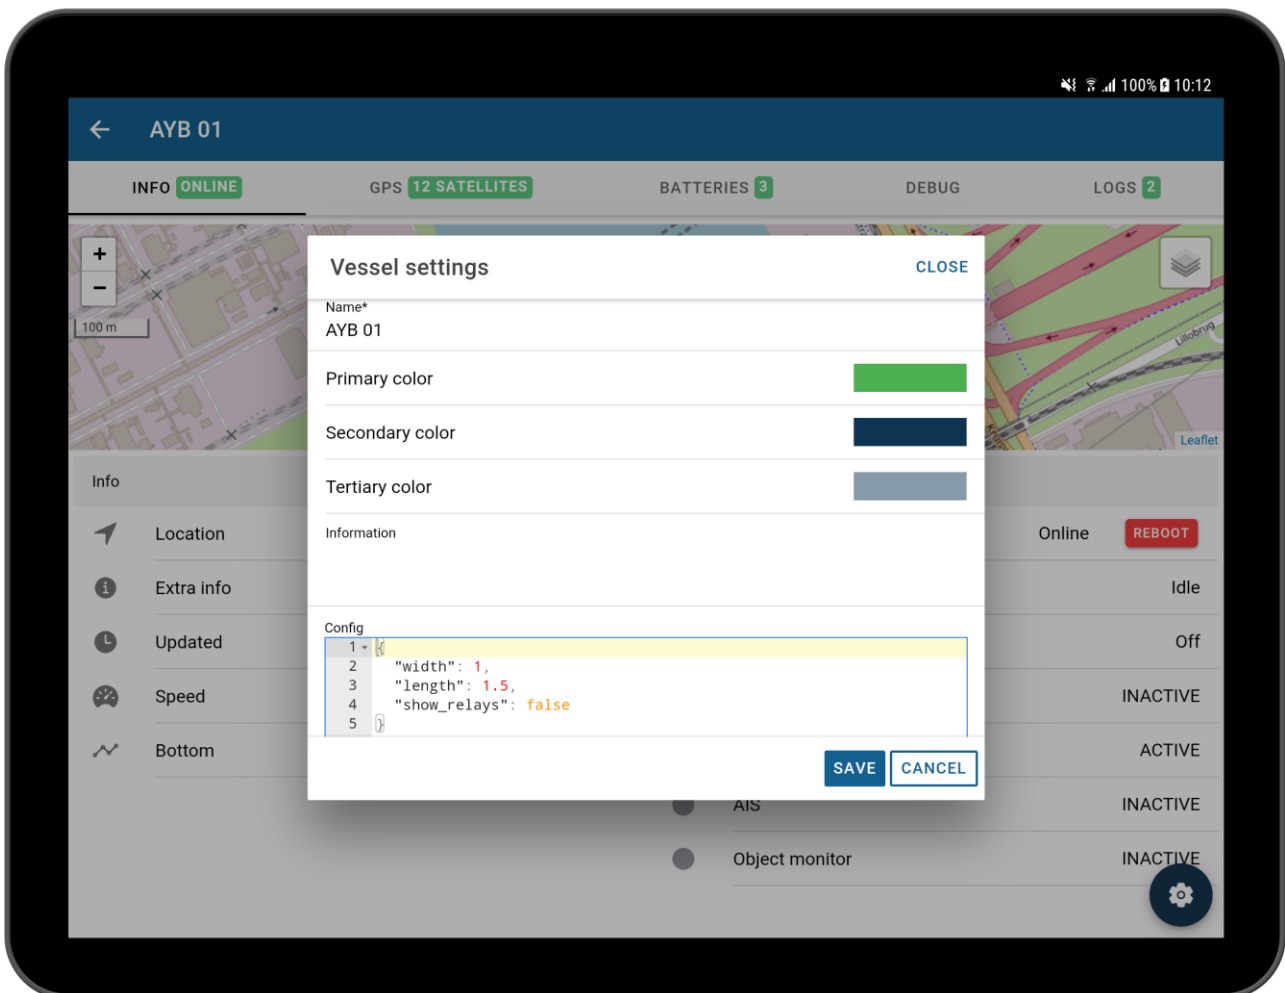 100% 10:12
AYB 01
INFO ONLINE
GPS 12 SATELLITES
BATTERIES 3
DEBUG
LOGS 2
+
−
100 m
Lillobrug
Leaflet
Vessel settings
CLOSE
Name*
AYB 01
Primary color
Secondary color
Tertiary color
Information
Config
1 {
2 "width": 1,
3 "length": 1.5,
4 "show_relays": false
5 }
SAVE
CANCEL
Info
Location
Extra info
Updated
Speed
Bottom
Online REBOOT
Idle
Off
INACTIVE
ACTIVE
AIS INACTIVE
Object monitor INACTIVE